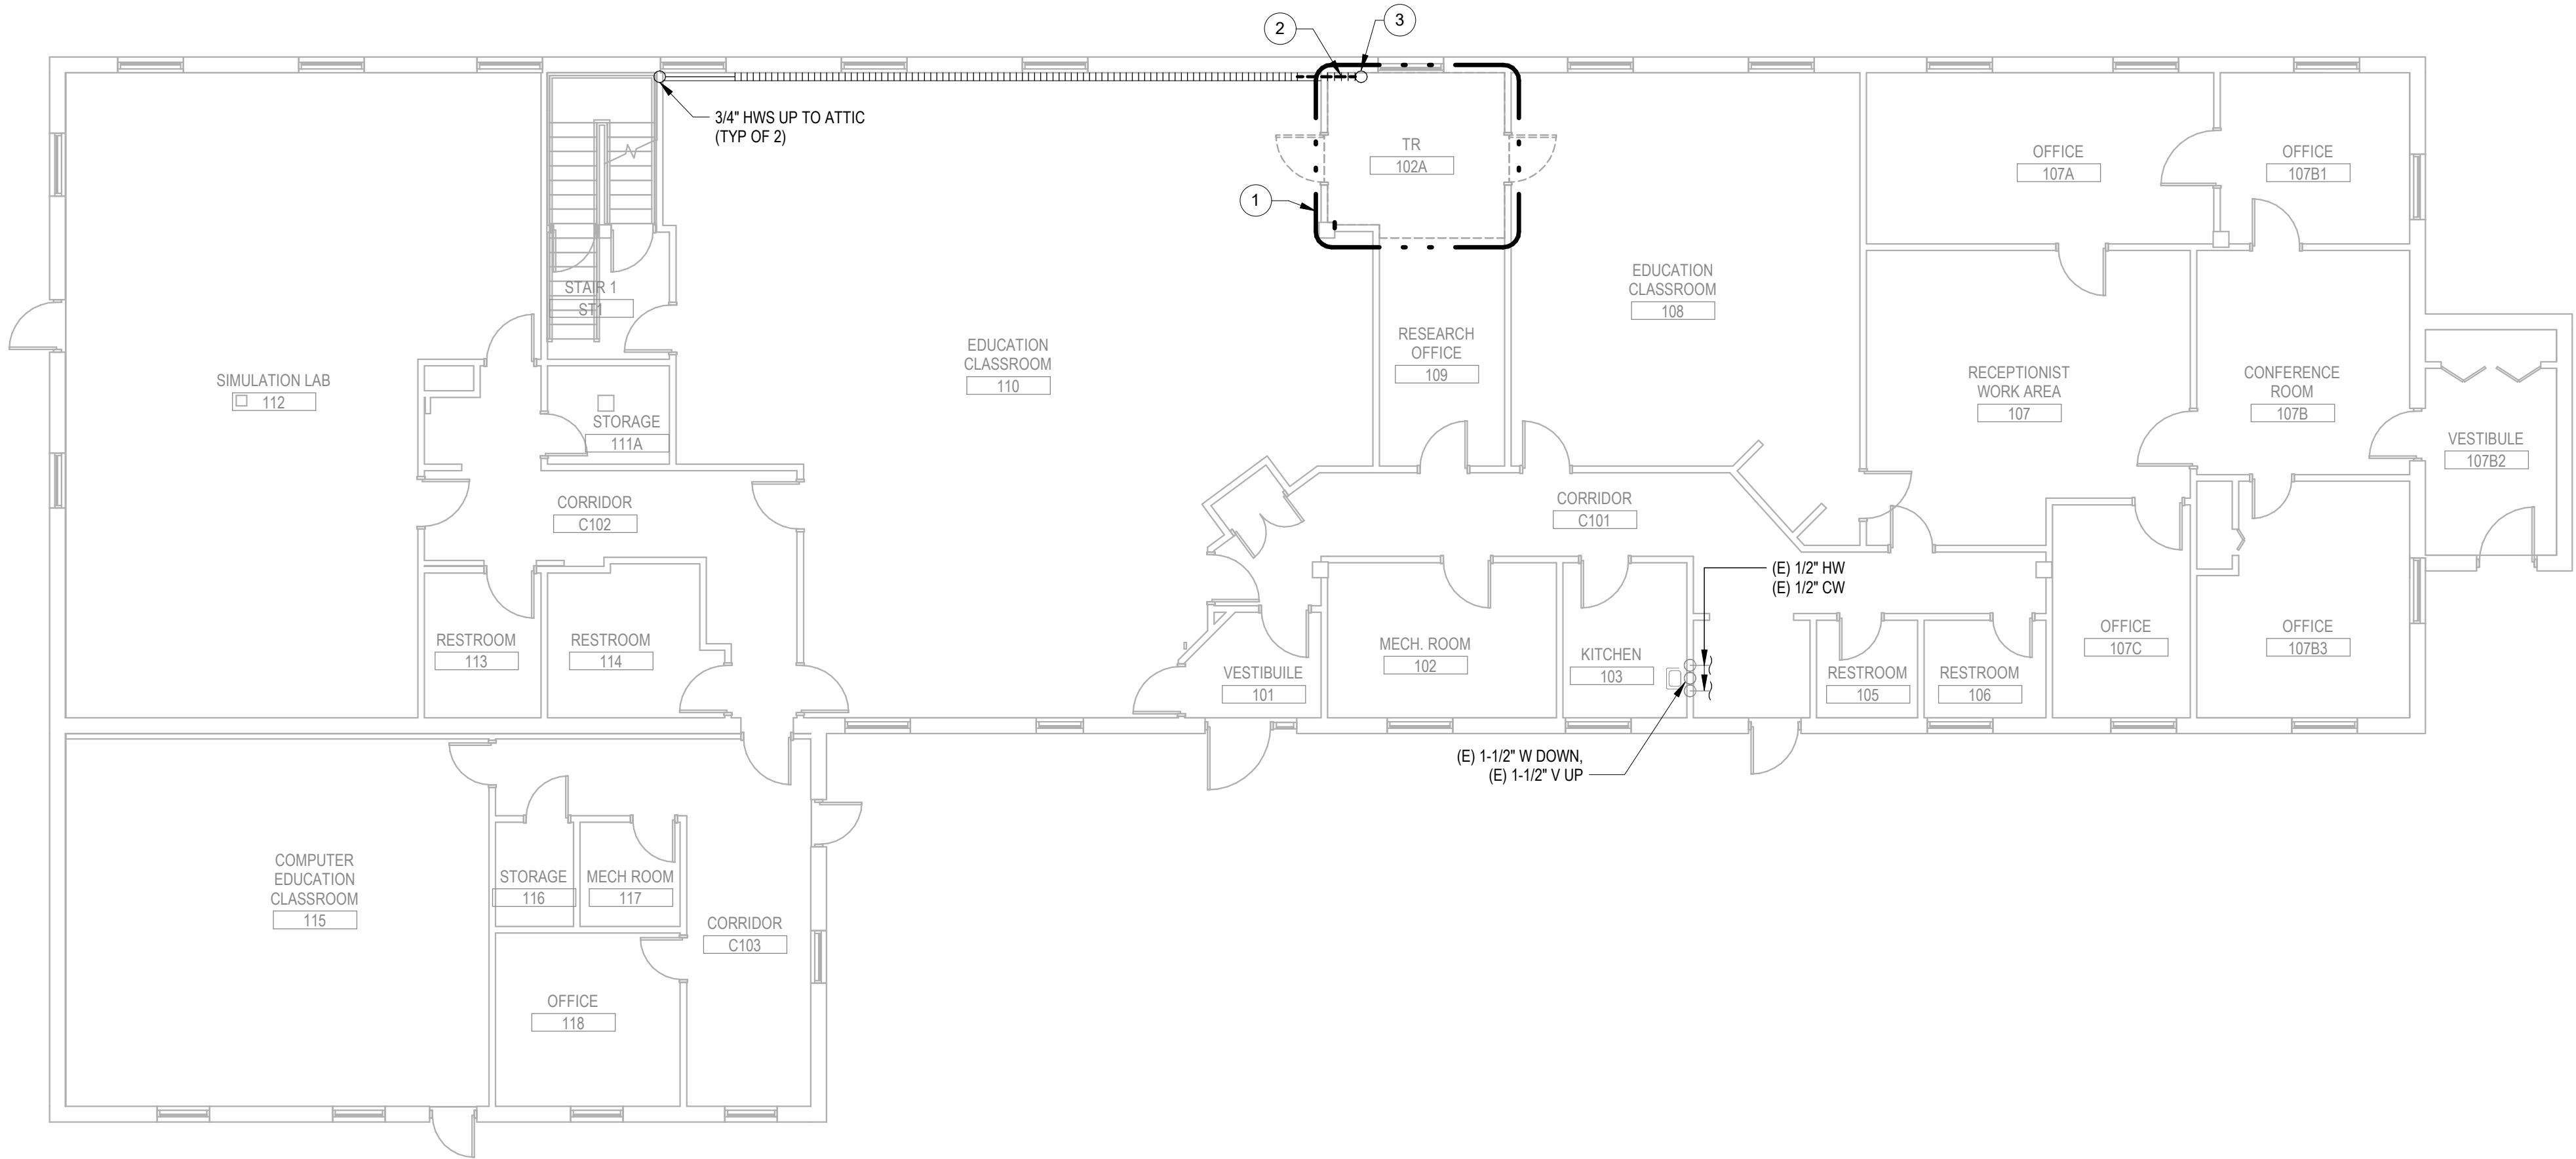 2
3
3/4" HWS UP TO ATTIC
(TYP OF 2)
1
TR
102A
OFFICE
107A
OFFICE
107B1
STAIR 1
ST1
EDUCATION
CLASSROOM
110
RESEARCH
OFFICE
109
EDUCATION
CLASSROOM
108
SIMULATION LAB
112
STORAGE
111A
RECEPTIONIST
WORK AREA
107
CONFERENCE
ROOM
107B
VESTIBULE
107B2
CORRIDOR
C102
CORRIDOR
C101
(E) 1/2" HW
(E) 1/2" CW
RESTROOM
113
RESTROOM
114
VESTIBUILE
101
MECH. ROOM
102
KITCHEN
103
RESTROOM
105
RESTROOM
106
OFFICE
107C
OFFICE
107B3
(E) 1-1/2" W DOWN,
(E) 1-1/2" V UP
COMPUTER
EDUCATION
CLASSROOM
115
STORAGE
116
MECH ROOM
117
CORRIDOR
C103
OFFICE
118